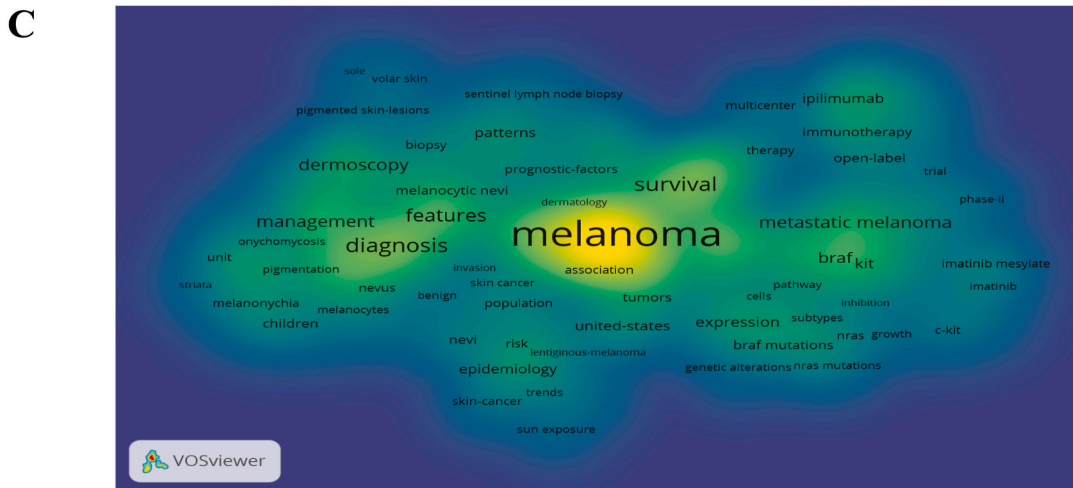 C
sole
volar skin
sentinel lymph node biopsy
multicenter
ipilimumab
pigmented skin-lesions
patterns
immunotherapy
biopsy
therapy
open-label
dermoscopy
prognostic-factors
trial
melanocytic nevi
survival
phase-ii
dermatology
management
features
melanoma
metastatic melanoma
onychomycosis
diagnosis
unit
braf
kit
imatinib mesylate
pigmentation
invasion
association
striata
nevus
skin cancer
pathway
imatinib
melanonychia
melanocytes
benign
population
tumors
cells
inhibition
children
united-states
expression
subtypes
nevi
risk
braf mutations
nras
growth
c-kit
lentiginous-melanoma
epidemiology
genetic alterations
nras mutations
skin-cancer
trends
sun exposure
VOSviewer